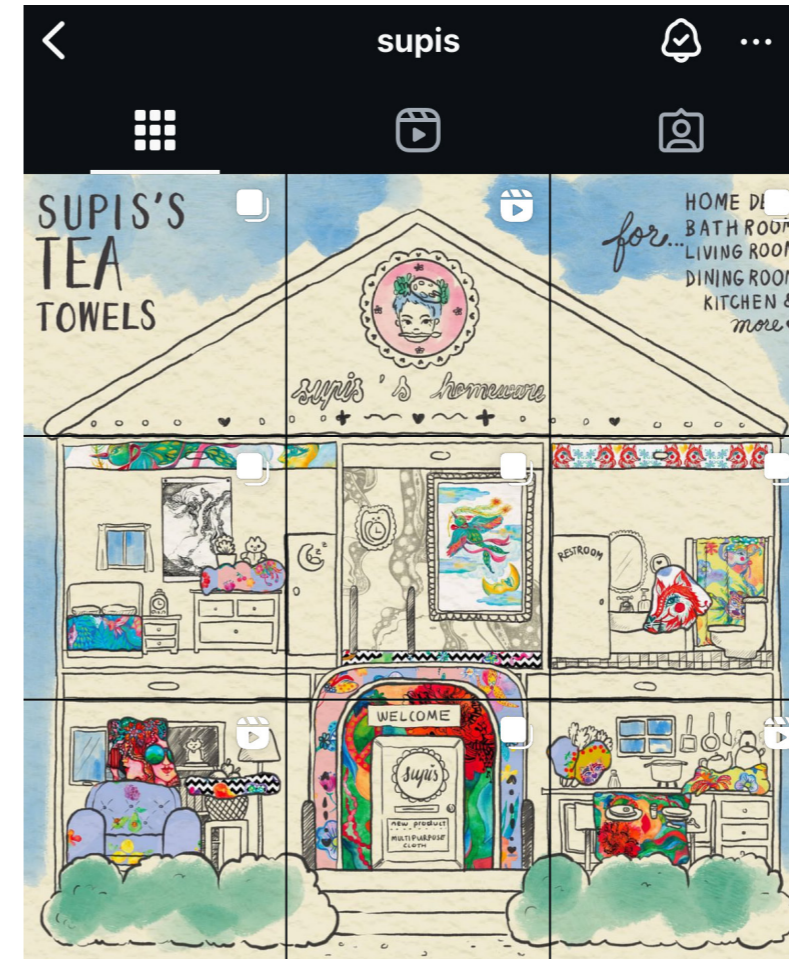 supis
SUPIS'S
TEA
TOWELS
for...
HOME
BATHROOM
LIVING ROOM
DINING ROOM
KITCHEN &
more
supis's homeware
RESTROOM
WELCOME
supis
new product
MULTIPURPOSE
CLOTH